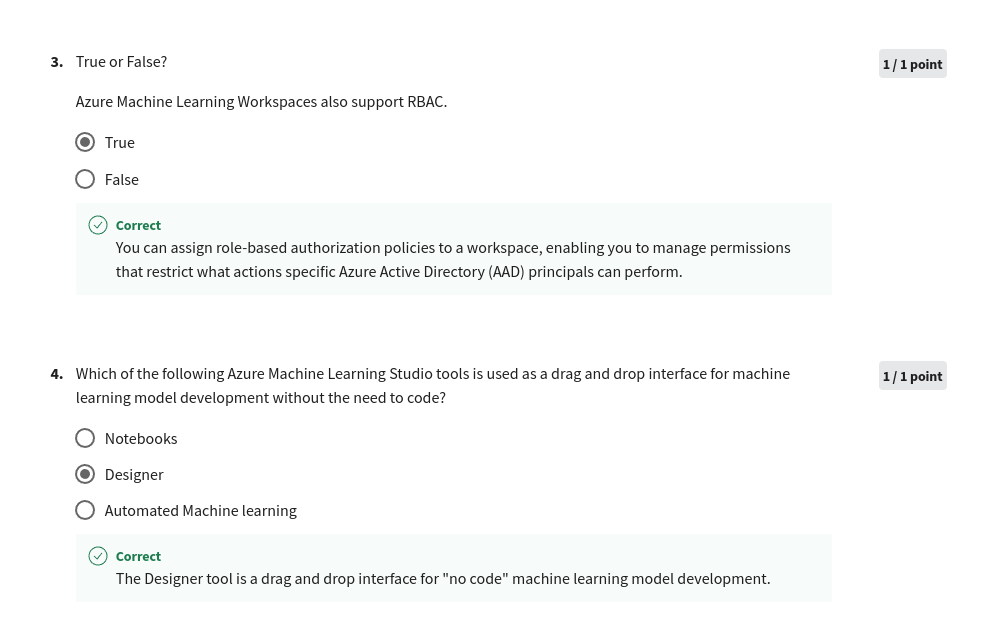 3. True or False?
1 / 1 point
Azure Machine Learning Workspaces also support RBAC.
True
False
Correct
You can assign role-based authorization policies to a workspace, enabling you to manage permissions
that restrict what actions specific Azure Active Directory (AAD) principals can perform.
4. Which of the following Azure Machine Learning Studio tools is used as a drag and drop interface for machine
learning model development without the need to code?
1 / 1 point
Notebooks
Designer
Automated Machine learning
Correct
The Designer tool is a drag and drop interface for "no code" machine learning model development.